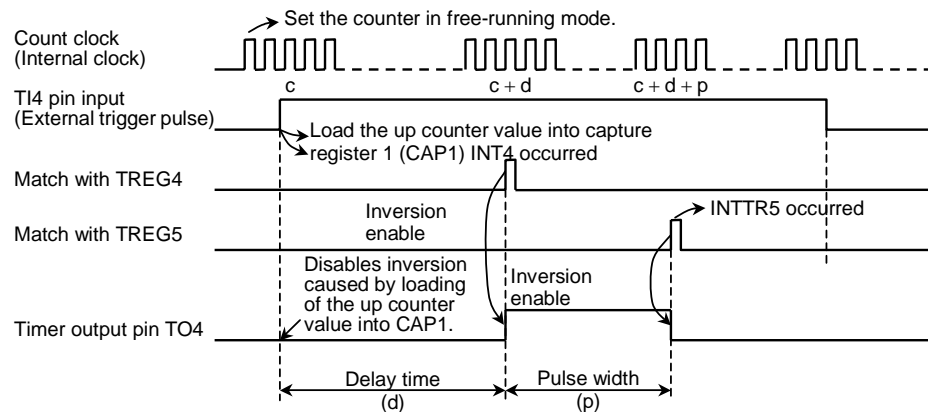 Set the counter in free-running mode.
Count clock
(Internal clock)
c
c + d
c + d + p
TI4 pin input
(External trigger pulse)
Load the up counter value into capture
register 1 (CAP1) INT4 occurred
Match with TREG4
Inversion
enable
INTTR5 occurred
Match with TREG5
Disables inversion
caused by loading
of the up counter
value into CAP1.
Inversion
enable
Timer output pin TO4
Delay time
(d)
Pulse width
(p)